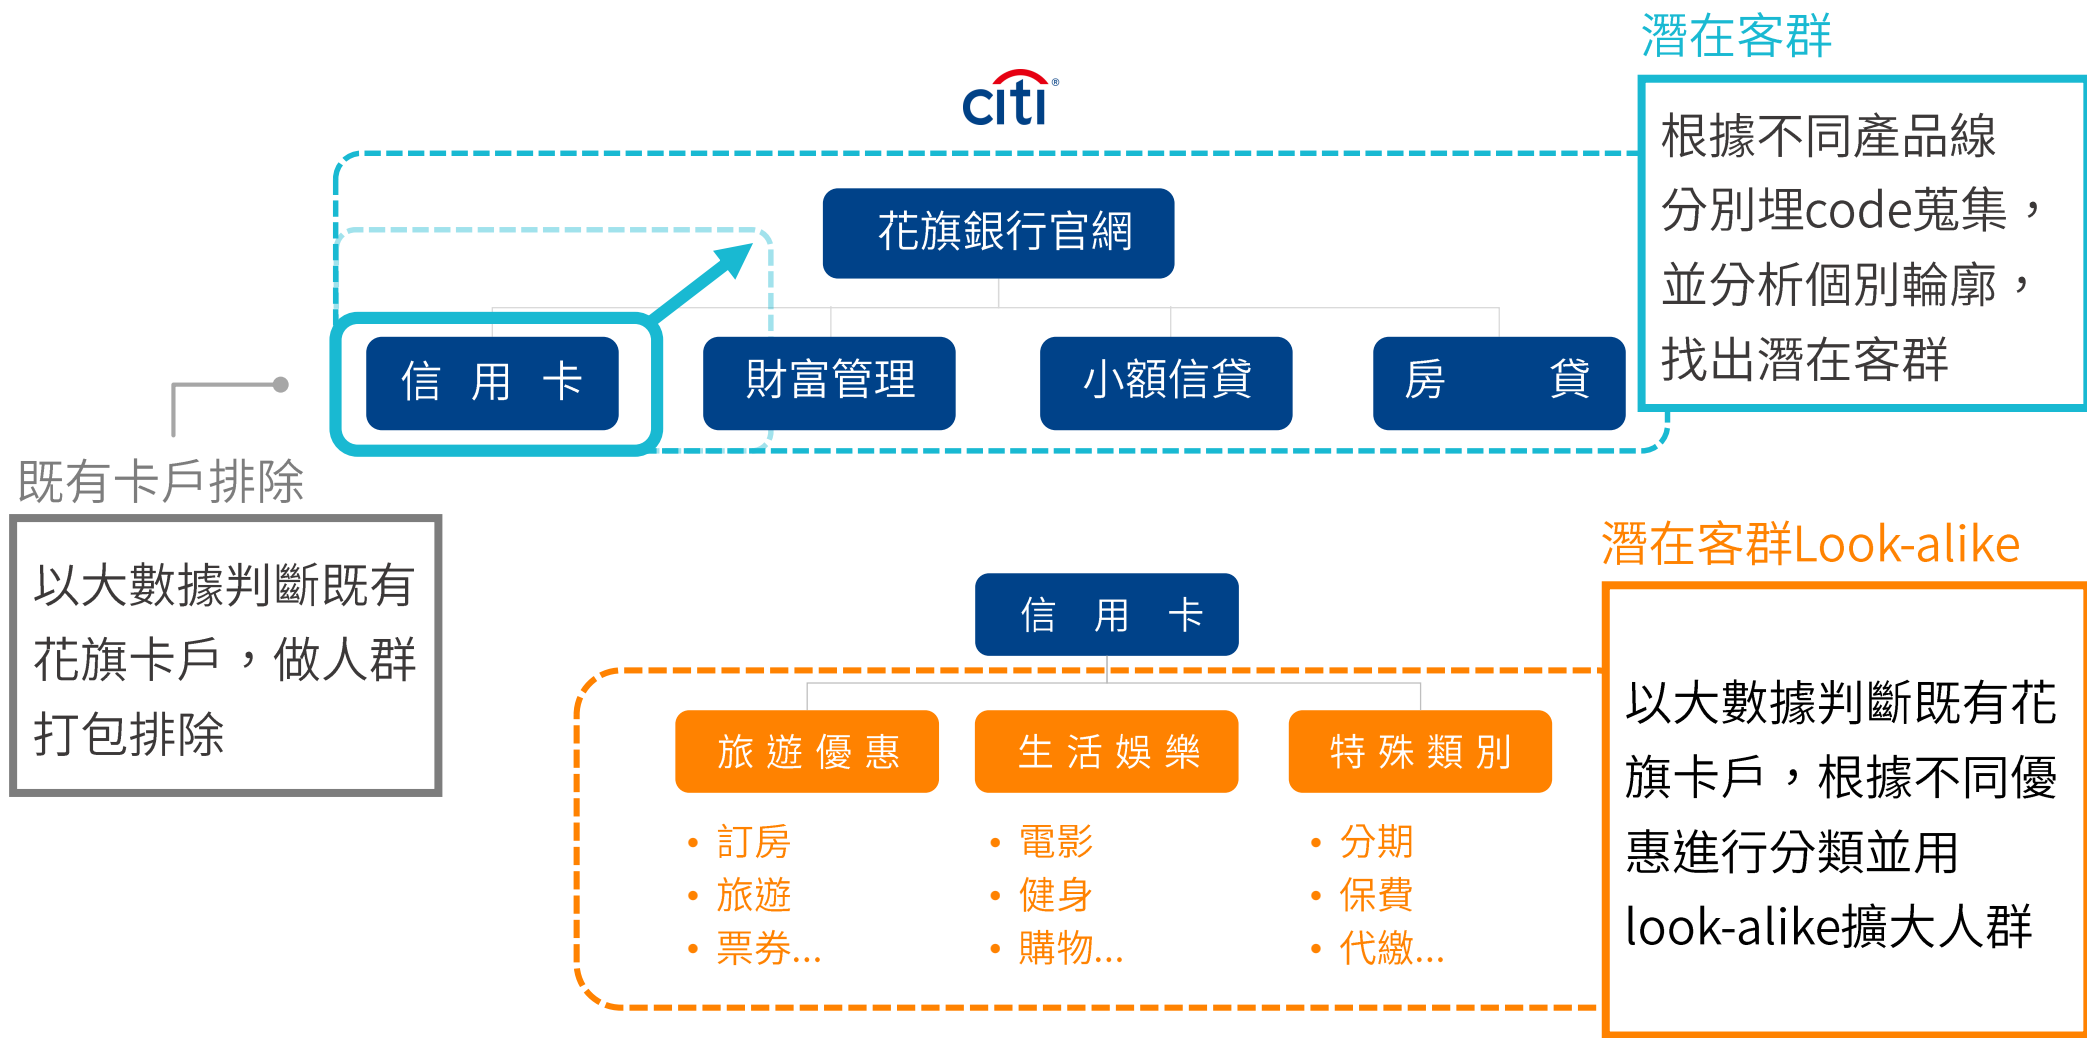 潛在客群
citi®
根據不同產品線
分別埋code蒐集，
並分析個別輪廓，
找出潛在客群
花旗銀行官網
信用卡
財富管理
小額信貸
房貸
既有卡戶排除
以大數據判斷既有
花旗卡戶，做人群
打包排除
潛在客群Look-alike
信用卡
旅遊優惠
生活娛樂
特殊類別
• 訂房
• 旅遊
• 票券...
• 電影
• 健身
• 購物...
• 分期
• 保費
• 代繳...
以大數據判斷既有花
旗卡戶，根據不同優
惠進行分類並用
look-alike擴大人群